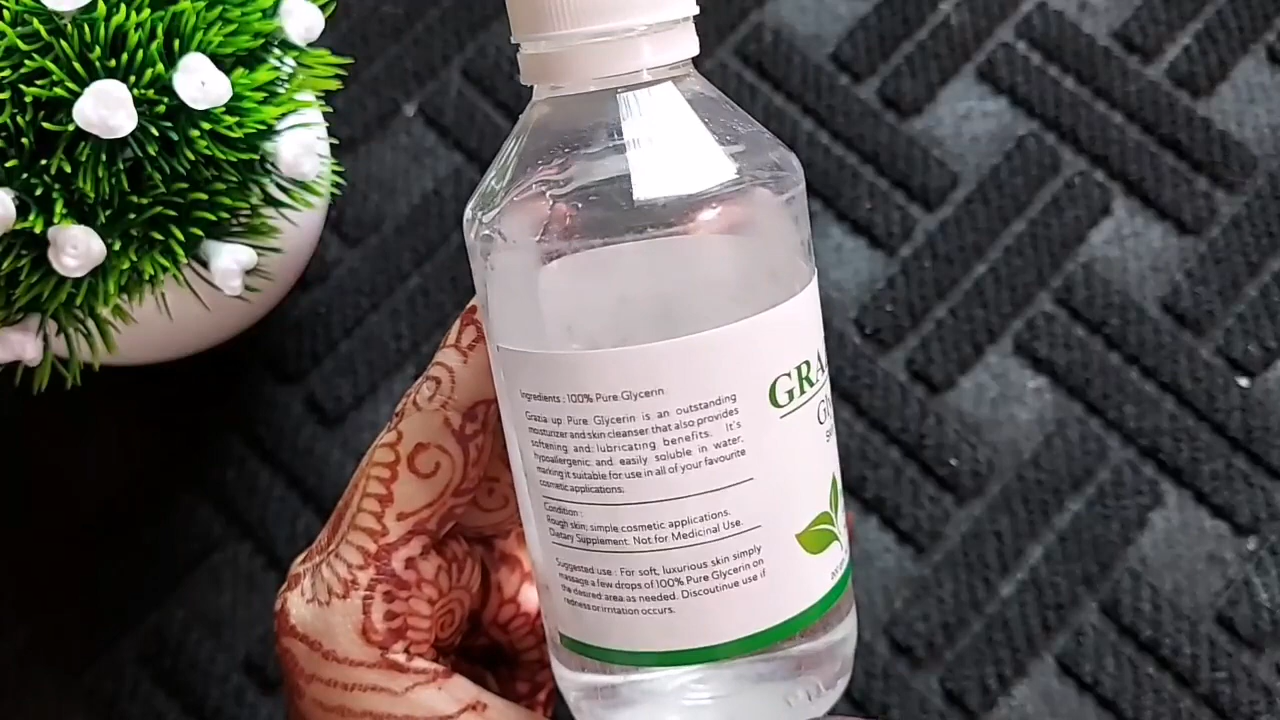 Ingredients : 100% Pure Glycerin
Grazia up Pure Glycerin is an outstanding
moisturizer and skin cleanser that also provides
softening and lubricating benefits. It's
hypoallergenic and easily soluble in water,
marking it suitable for use in all of your favourite
cosmetic applications.
Condition :
Rough skin, simple cosmetic applications.
Dietary Supplement. Not for Medicinal Use.
Suggested use : For soft, luxurious skin simply
massage a few drops of 100% Pure Glycerin on
the desired area as needed. Discoutinue use if
redness or irritation occurs.
GRA